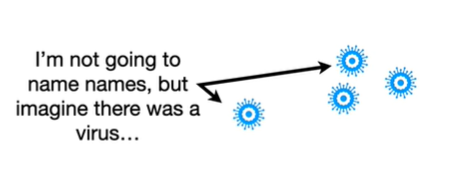 I'm not going to
name names, but
imagine there was a
virus...